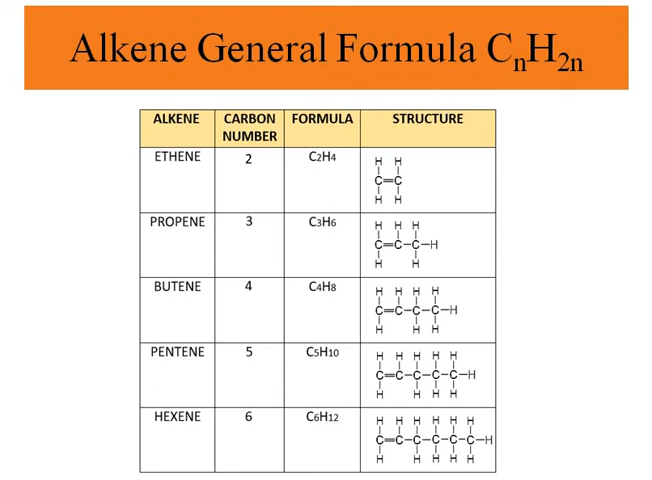 Alkene General Formula CnH2n
ALKENE CARBON NUMBER FORMULA STRUCTURE
ETHENE 2 C2H4
H H
C=C
H H
PROPENE 3 C3H6
H H H
C=C-C-H
H H
BUTENE 4 C4H8
H H H H
C=C-C-C-H
H H H
PENTENE 5 C5H10
H H H H H
C=C-C-C-C-H
H H H H
HEXENE 6 C6H12
H H H H H H
C=C-C-C-C-C-H
H H H H H